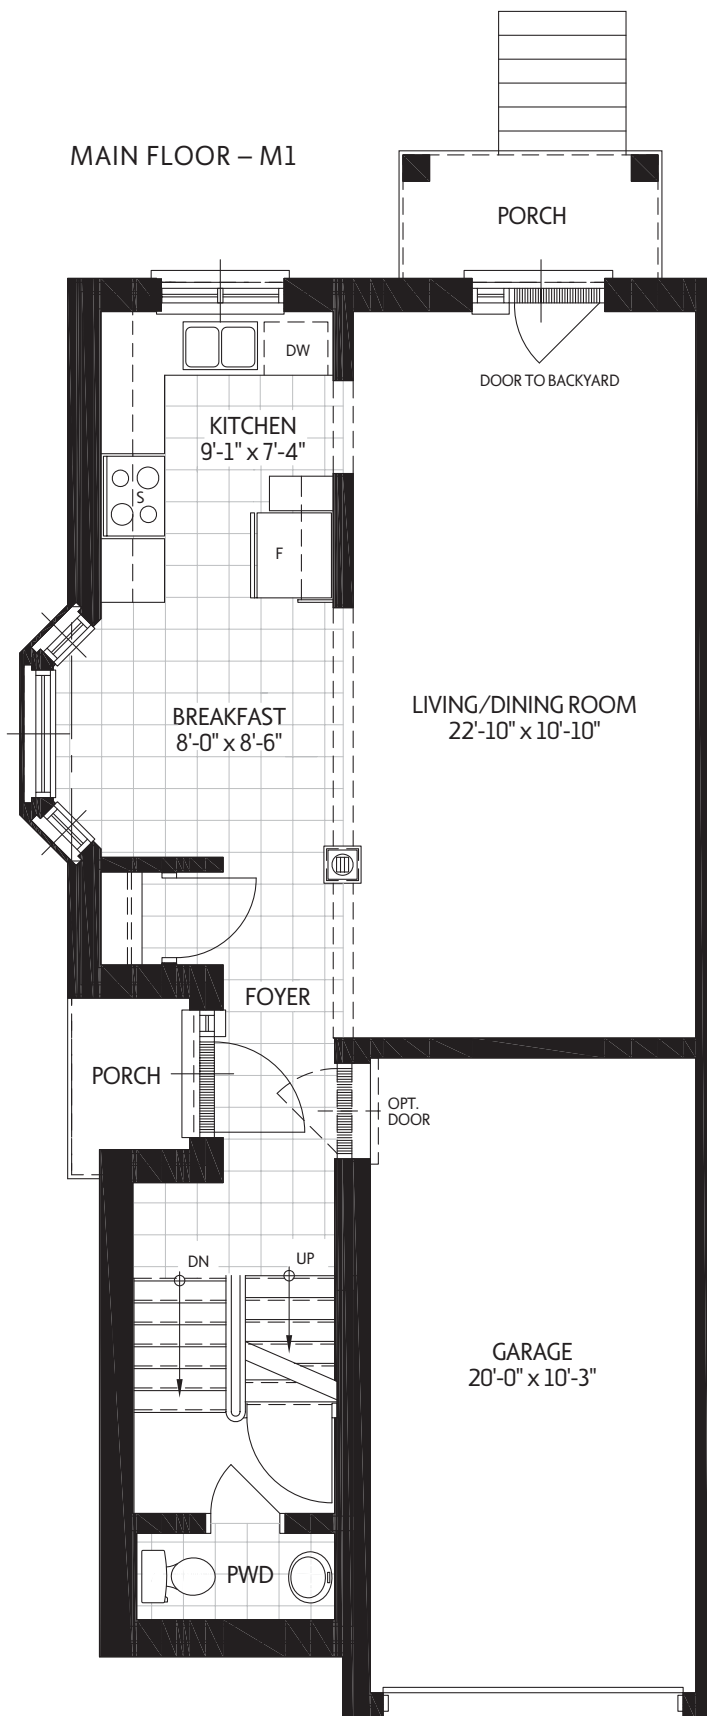 MAIN FLOOR – M1
PORCH
DW
DOOR TO BACKYARD
KITCHEN
9'-1" x 7'-4"
S
F
LIVING/DINING ROOM
22'-10" x 10'-10"
BREAKFAST
8'-0" x 8'-6"
FOYER
PORCH
OPT.
DOOR
DN
UP
GARAGE
20'-0" x 10'-3"
PWD